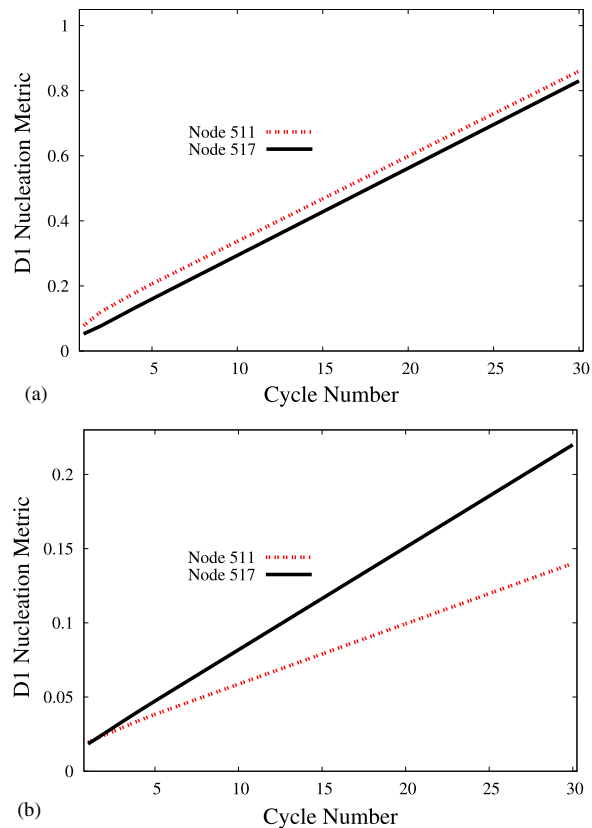 1
0.8
0.6
0.4
0.2
0
D1 Nucleation Metric
Node 511
Node 517
5 10 15 20 25 30
Cycle Number
(a)
0.2
0.15
0.1
0.05
0
D1 Nucleation Metric
Node 511
Node 517
5 10 15 20 25 30
Cycle Number
(b)